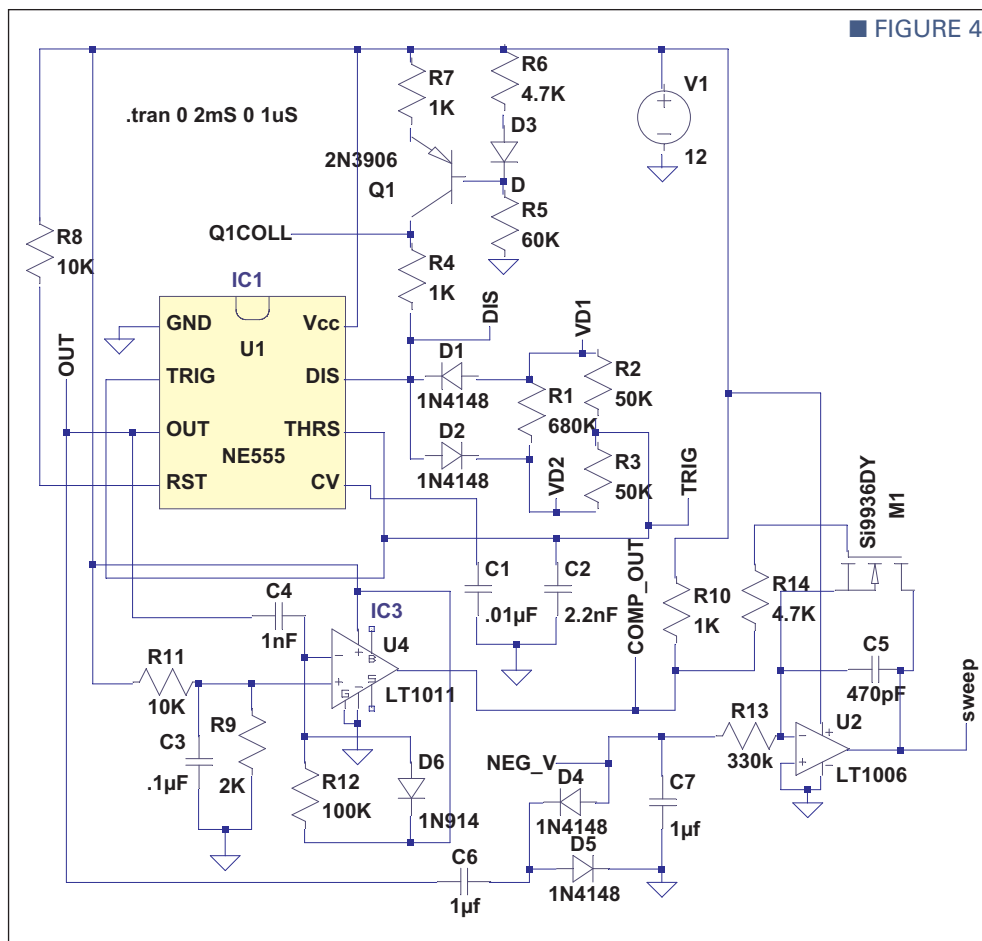 ■ FIGURE 4
.tran 0 2mS 0 1uS
R7
1K
R6
4.7K
D3
D
V1
+
−
12
2N3906
Q1
R5
60K
R8
10K
Q1COLL
R4
1K
IC1
GND
Vcc
U1
TRIG
DIS
OUT
THRS
NE555
RST
CV
OUT
DIS
VD1
D1
1N4148
R1
680K
R2
50K
D2
1N4148
VD2
R3
50K
TRIG
Si9936DY
M1
C4
1nF
C1
.01µF
C2
2.2nF
COMP_OUT
R10
1K
R14
4.7K
IC3
U4
LT1011
−
+
+
−
B
S
G
R11
10K
C3
.1µF
R9
2K
C5
470pF
R13
330k
U2
LT1006
−
+
+
−
sweep
D6
1N914
R12
100K
NEG_V
D4
1N4148
C7
1µf
D5
1N4148
C6
1µf